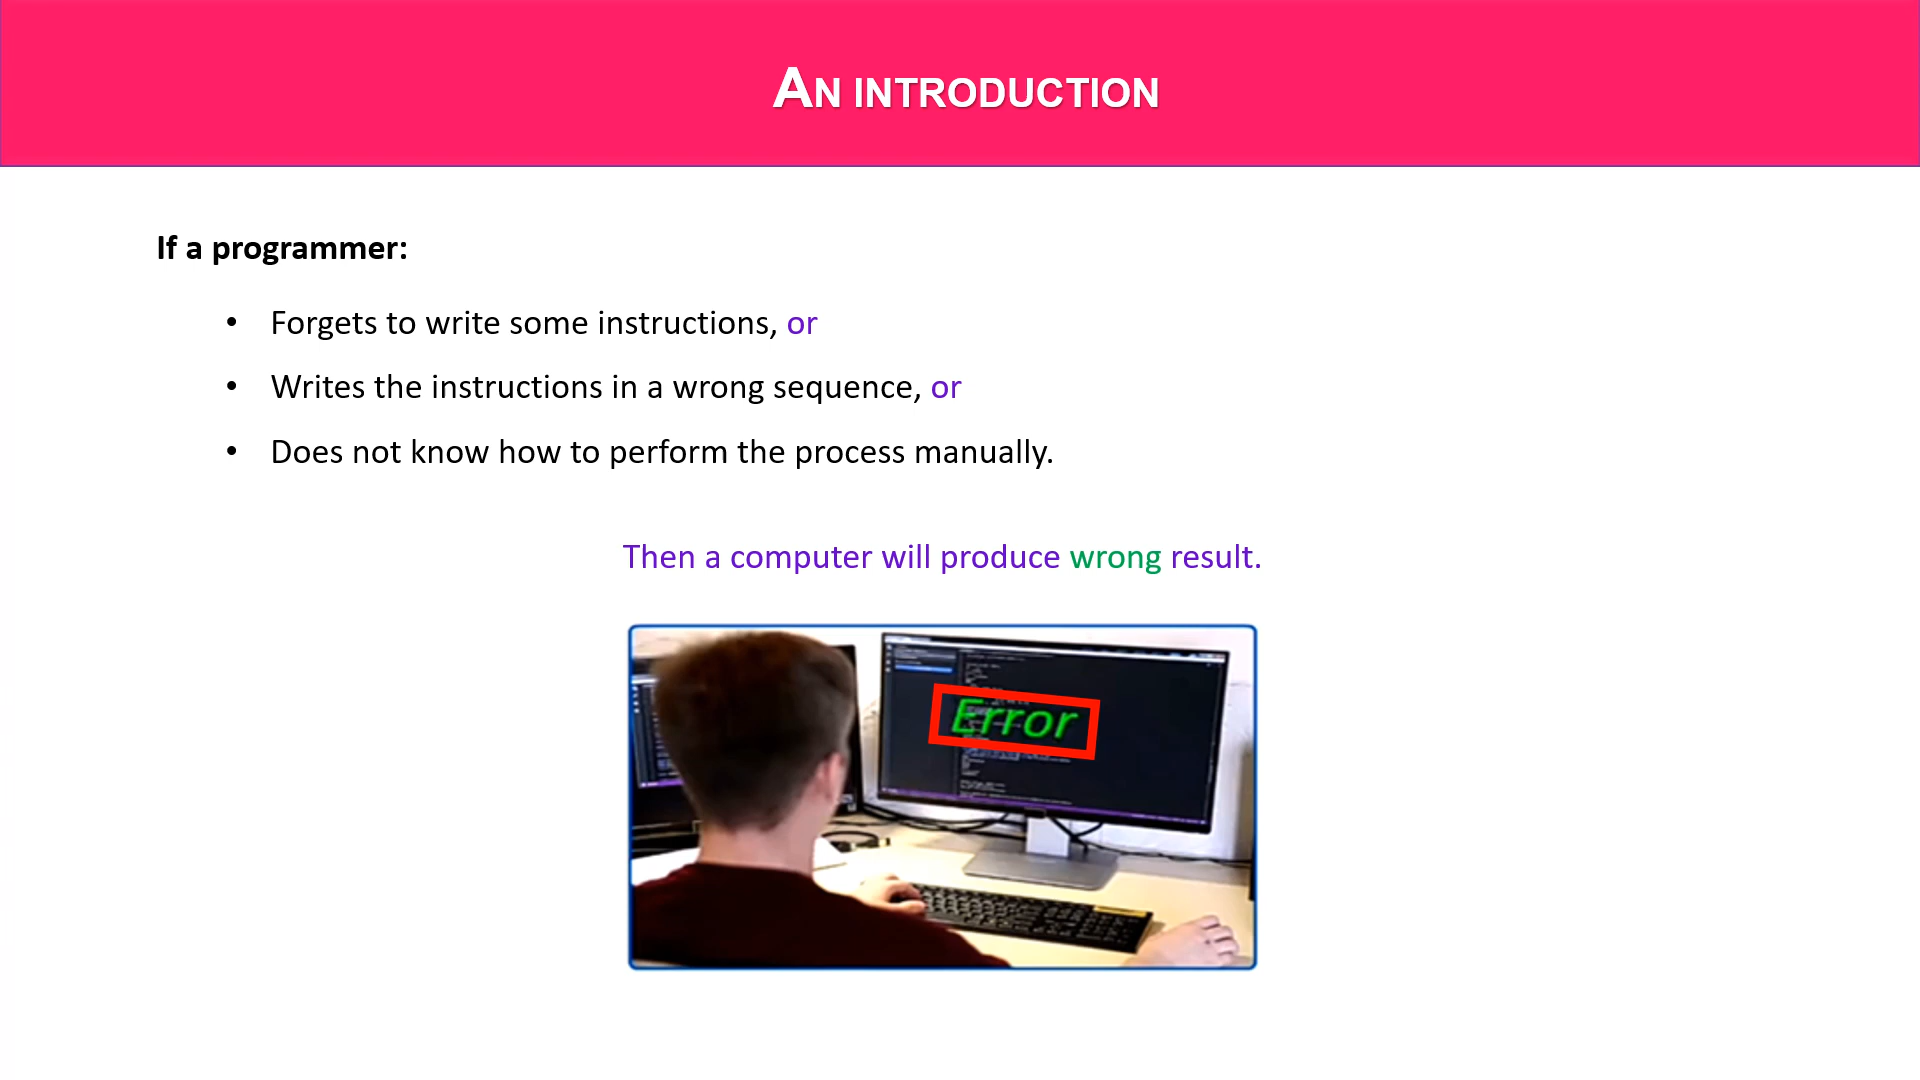 AN INTRODUCTION
If a programmer:
• Forgets to write some instructions, or
• Writes the instructions in a wrong sequence, or
• Does not know how to perform the process manually.
Then a computer will produce wrong result.
Error